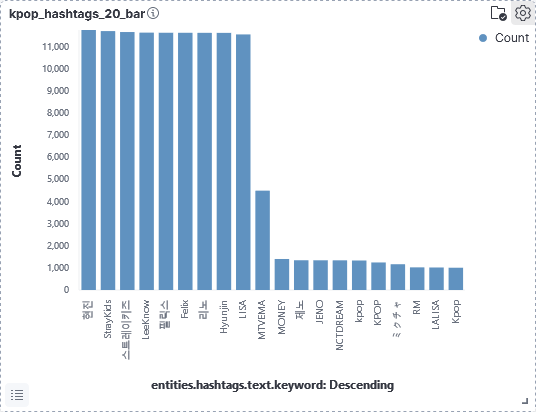 kpop_hashtags_20_bar
Count
11,000
10,000
9,000
8,000
7,000
6,000
5,000
4,000
3,000
2,000
1,000
0
Count
현진
StrayKids
스트레이키즈
LeeKnow
필릭스
Felix
리노
Hyunjin
LISA
MTVEMA
MONEY
제노
JENO
NCTDREAM
kpop
KPOP
ミクチャ
RM
LALISA
Kpop
entities.hashtags.text.keyword: Descending